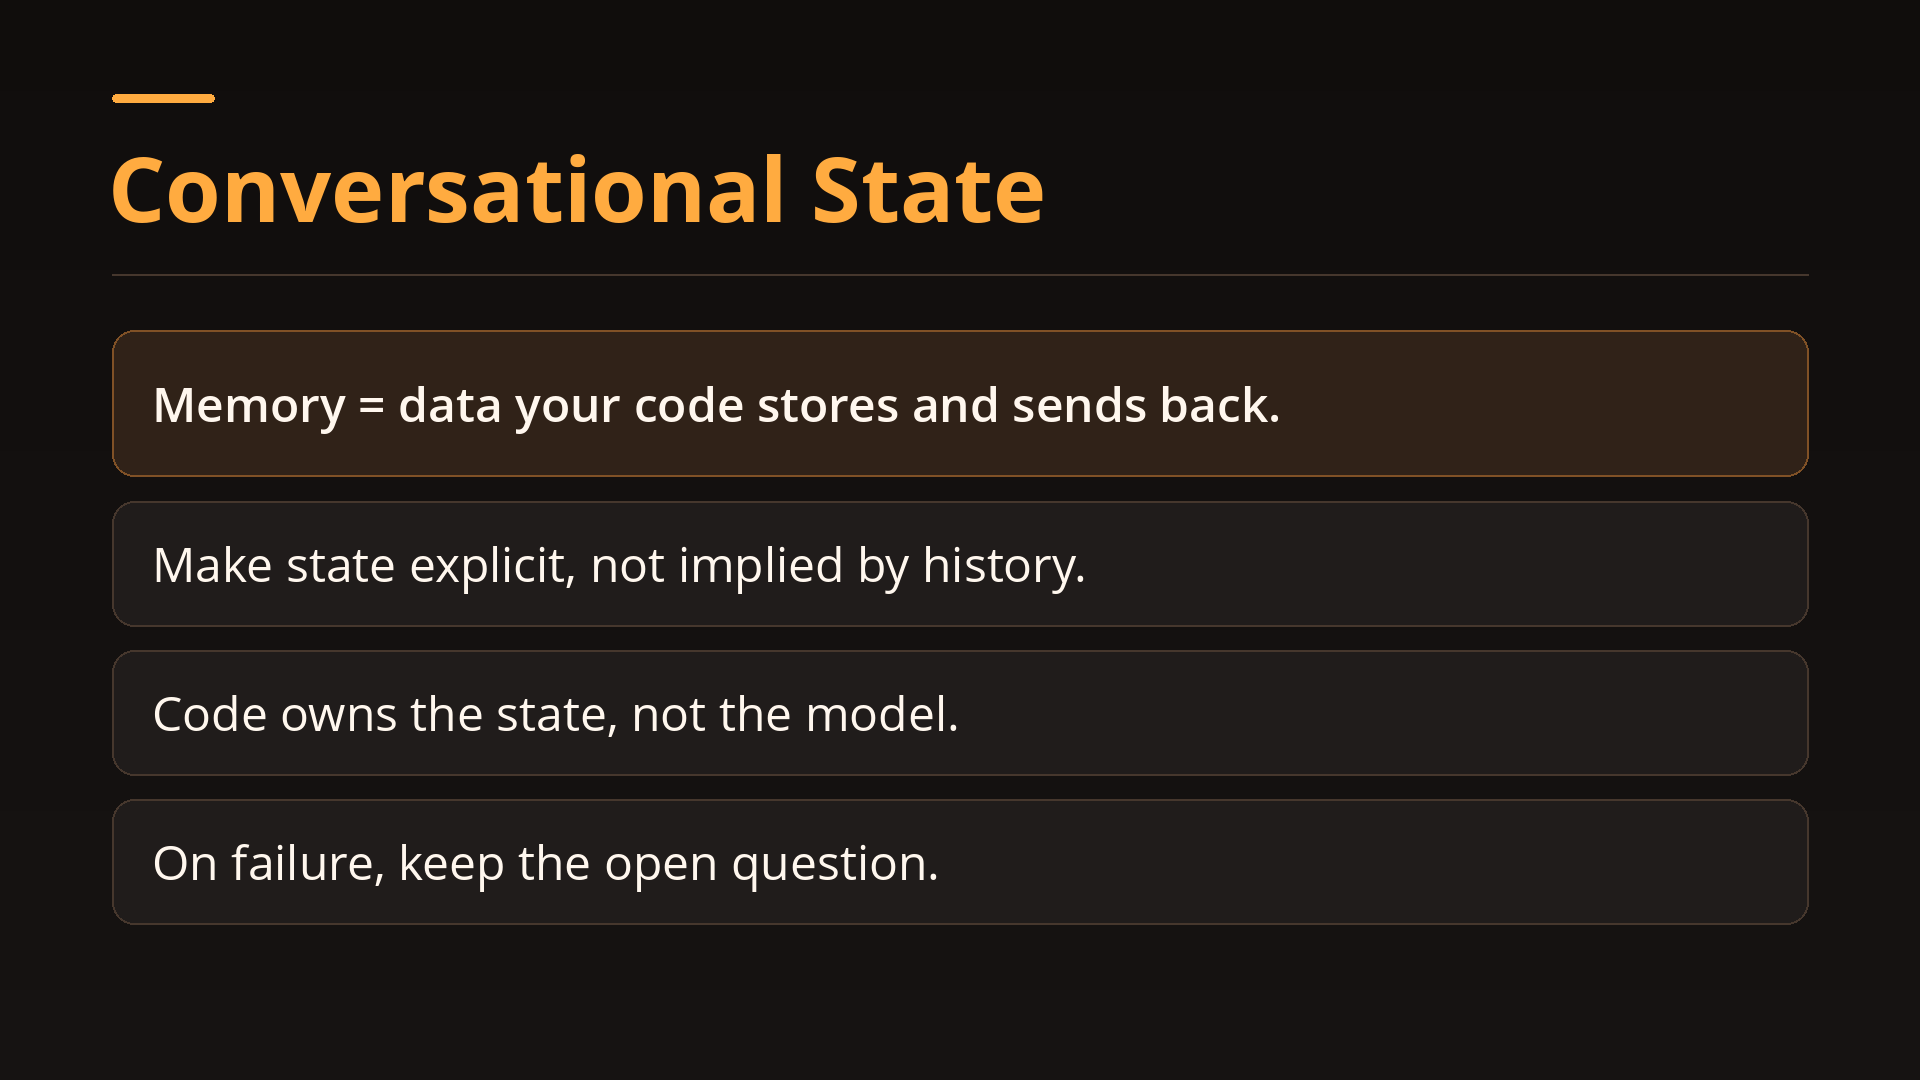 Conversational State
Memory = data your code stores and sends back.
Make state explicit, not implied by history.
Code owns the state, not the model.
On failure, keep the open question.